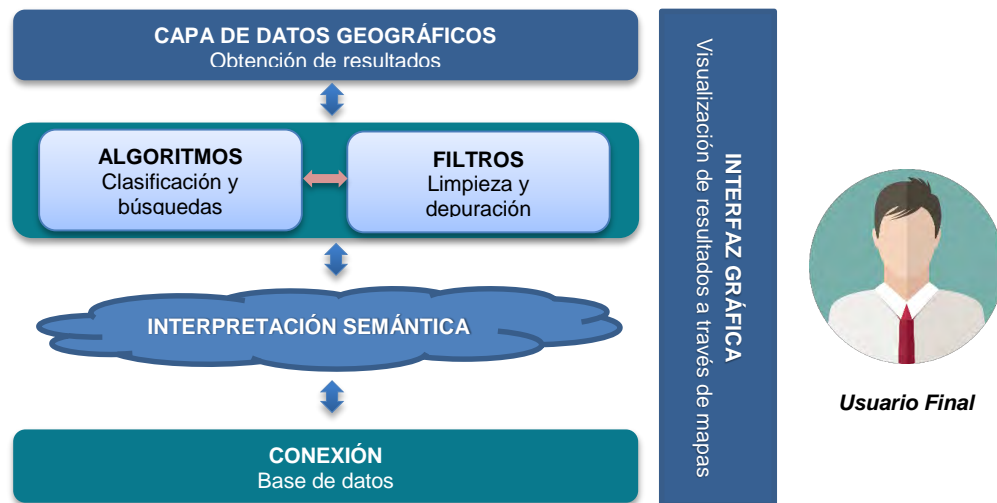 CAPA DE DATOS GEOGRÁFICOS
Obtención de resultados
ALGORITMOS
Clasificación y
búsquedas
FILTROS
Limpieza y
depuración
INTERPRETACIÓN SEMÁNTICA
CONEXIÓN
Base de datos
INTERFAZ GRÁFICA
Visualización de resultados a través de mapas
Usuario Final